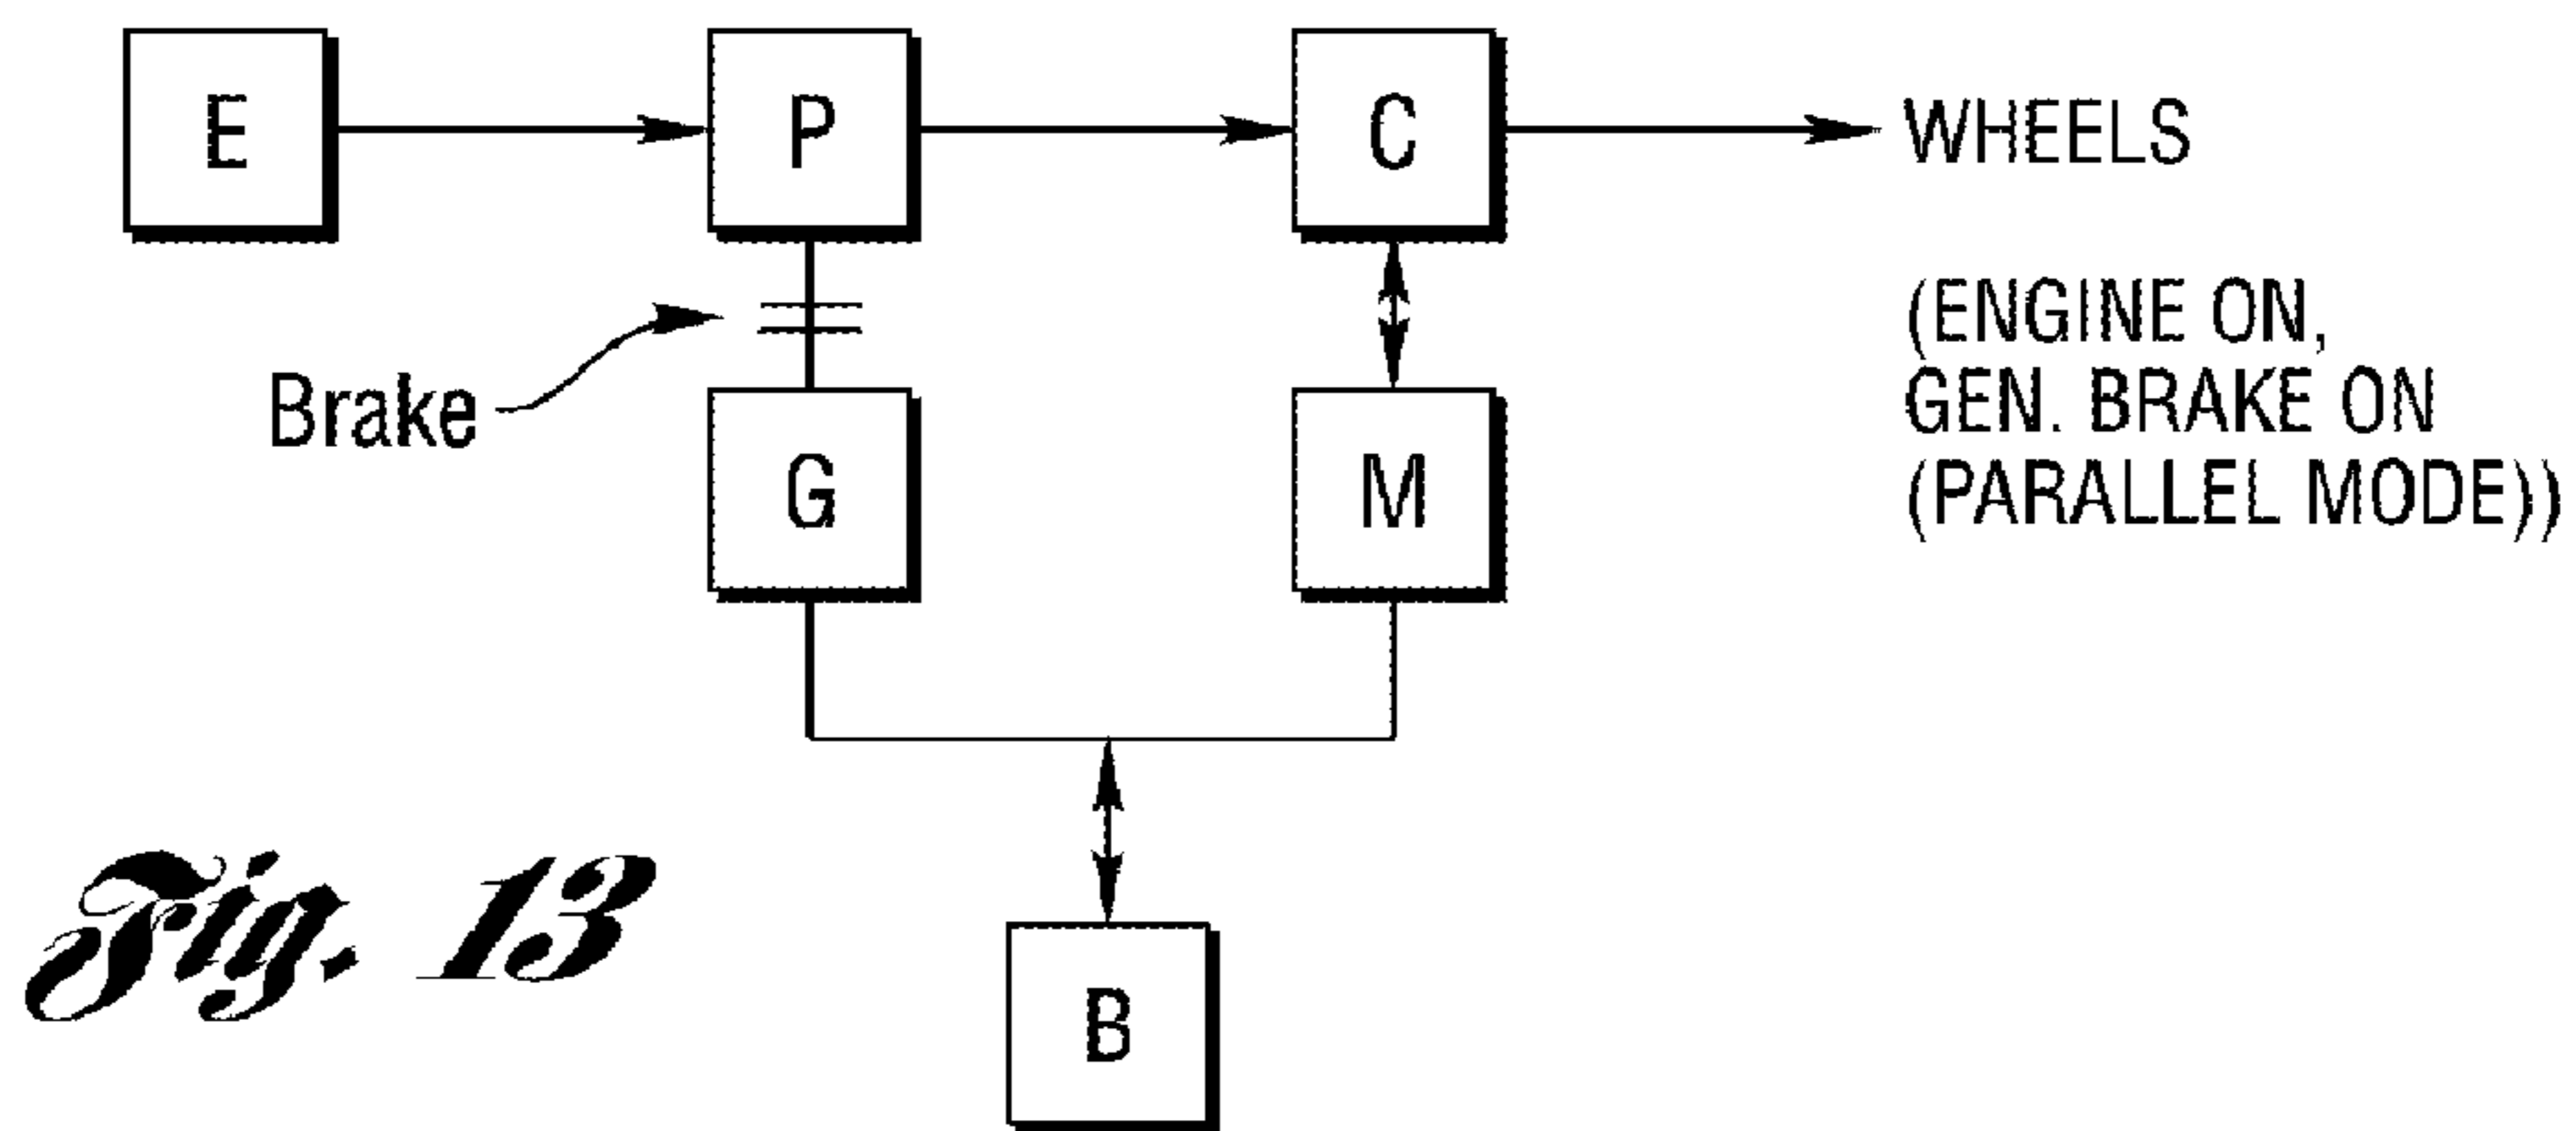 E
P
C
WHEELS
Brake
(ENGINE ON,
GEN. BRAKE ON
(PARALLEL MODE))
G
M
B
Fig. 13